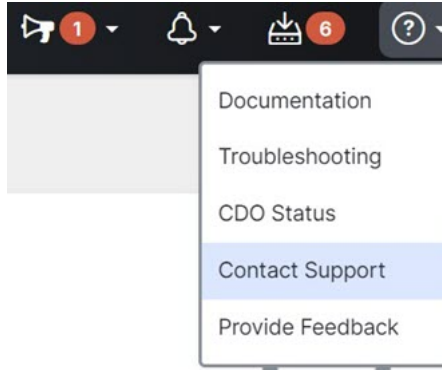 1
6
?
Documentation
Troubleshooting
CDO Status
Contact Support
Provide Feedback